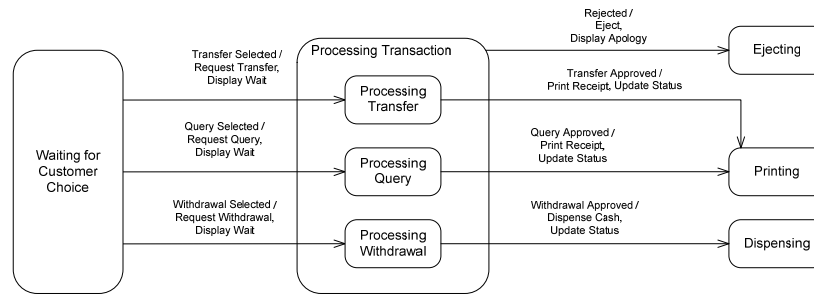 Rejected /
Eject,
Display Apology
Processing Transaction
Ejecting
Transfer Selected /
Request Transfer,
Display Wait
Processing
Transfer
Transfer Approved /
Print Receipt, Update Status
Waiting for
Customer
Choice
Query Selected /
Request Query,
Display Wait
Processing
Query
Query Approved /
Print Receipt,
Update Status
Printing
Withdrawal Selected /
Request Withdrawal,
Display Wait
Processing
Withdrawal
Withdrawal Approved /
Dispense Cash,
Update Status
Dispensing